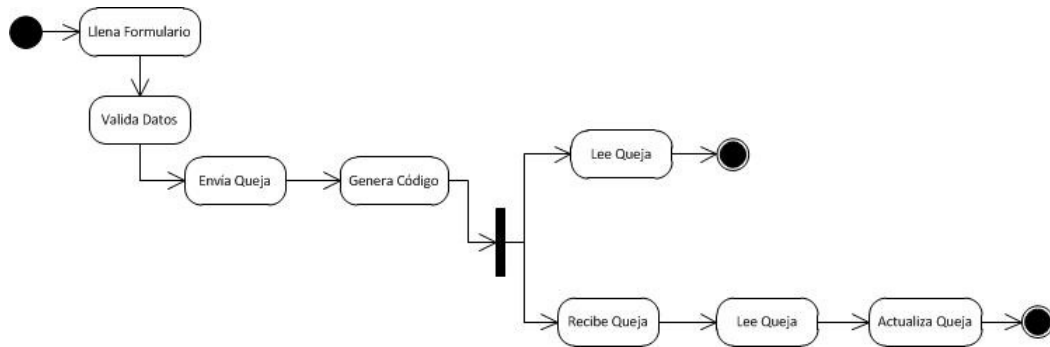 Llena Formulario
Valida Datos
Envía Queja
Genera Código
Lee Queja
Recibe Queja
Lee Queja
Actualiza Queja